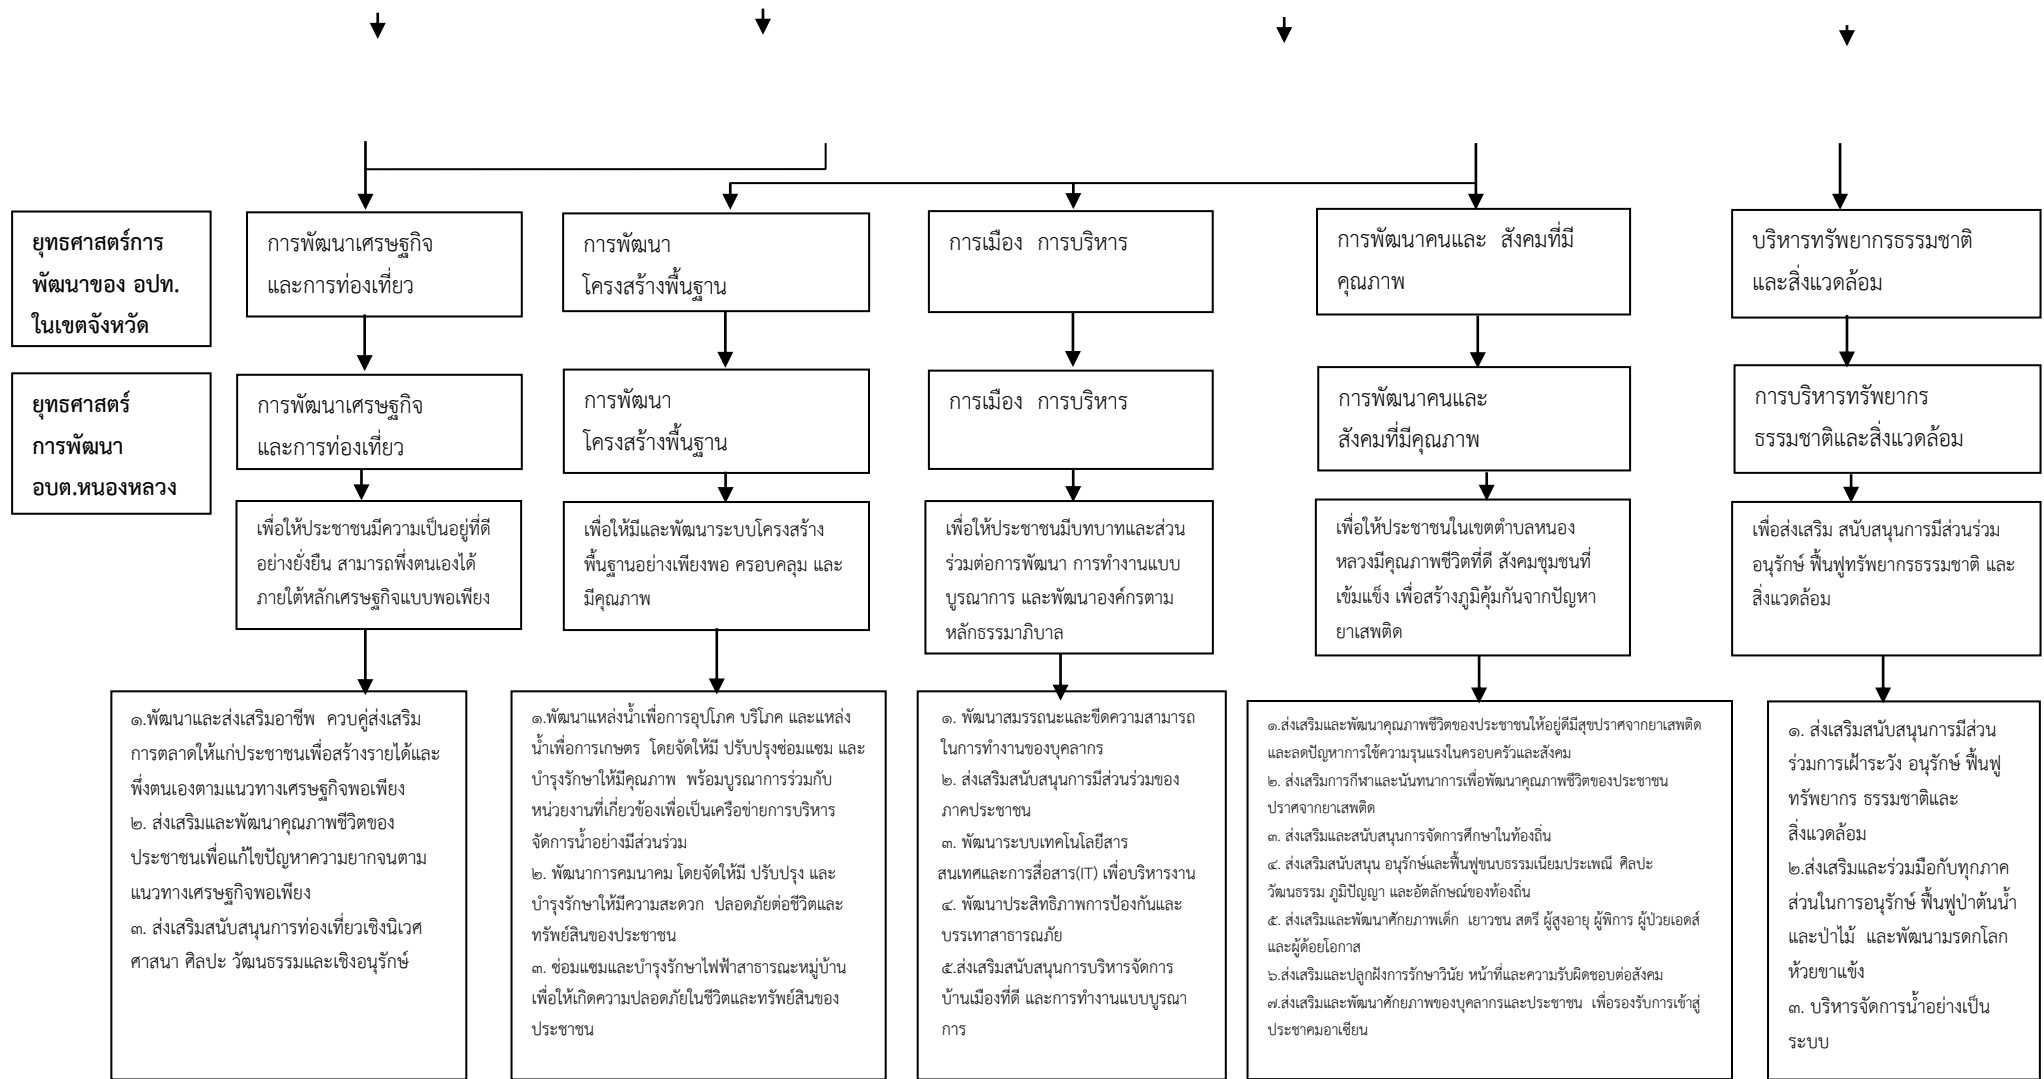 ยุทธศาสตร์การ
พัฒนาของ อปท.
ในเขตจังหวัด
การพัฒนาเศรษฐกิจ
และการท่องเที่ยว
การพัฒนา
โครงสร้างพื้นฐาน
การเมือง การบริหาร
การพัฒนาคนและ สังคมที่มี
คุณภาพ
บริหารทรัพยากรธรรมชาติ
และสิ่งแวดล้อม
ยุทธศาสตร์
การพัฒนา
อบต.หนองหลวง
การพัฒนาเศรษฐกิจ
และการท่องเที่ยว
การพัฒนา
โครงสร้างพื้นฐาน
การเมือง การบริหาร
การพัฒนาคนและ
สังคมที่มีคุณภาพ
การบริหารทรัพยากร
ธรรมชาติและสิ่งแวดล้อม
เพื่อให้ประชาชนมีความเป็นอยู่ที่ดี
อย่างยั่งยืน สามารถพึ่งตนเองได้
ภายใต้หลักเศรษฐกิจแบบพอเพียง
เพื่อให้มีและพัฒนาระบบโครงสร้าง
พื้นฐานอย่างเพียงพอ ครอบคลุม และ
มีคุณภาพ
เพื่อให้ประชาชนมีบทบาทและส่วน
ร่วมต่อการพัฒนา การทำงานแบบ
บูรณาการ และพัฒนาองค์กรตาม
หลักธรรมาภิบาล
เพื่อให้ประชาชนในเขตตำบลหนอง
หลวงมีคุณภาพชีวิตที่ดี สังคมชุมชนที่
เข้มแข็ง เพื่อสร้างภูมิคุ้มกันจากปัญหา
ยาเสพติด
เพื่อส่งเสริม สนับสนุนการมีส่วนร่วม
อนุรักษ์ ฟื้นฟูทรัพยากรธรรมชาติ และ
สิ่งแวดล้อม
๑.พัฒนาและส่งเสริมอาชีพ ควบคู่ส่งเสริม
การตลาดให้แก่ประชาชนเพื่อสร้างรายได้และ
พึ่งตนเองตามแนวทางเศรษฐกิจพอเพียง
๒. ส่งเสริมและพัฒนาคุณภาพชีวิตของ
ประชาชนเพื่อแก้ไขปัญหาความยากจนตาม
แนวทางเศรษฐกิจพอเพียง
๓. ส่งเสริมสนับสนุนการท่องเที่ยวเชิงนิเวศ
ศาสนา ศิลปะ วัฒนธรรมและเชิงอนุรักษ์
๑.พัฒนาแหล่งน้ำเพื่อการอุปโภค บริโภค และแหล่ง
น้ำเพื่อการเกษตร โดยจัดให้มี ปรับปรุงซ่อมแซม และ
บำรุงรักษาให้มีคุณภาพ พร้อมบูรณาการร่วมกับ
หน่วยงานที่เกี่ยวข้องเพื่อเป็นเครือข่ายการบริหาร
จัดการน้ำอย่างมีส่วนร่วม
๒. พัฒนาการคมนาคม โดยจัดให้มี ปรับปรุง และ
บำรุงรักษาให้มีความสะดวก ปลอดภัยต่อชีวิตและ
ทรัพย์สินของประชาชน
๓. ซ่อมแซมและบำรุงรักษาไฟฟ้าสาธารณะหมู่บ้าน
เพื่อให้เกิดความปลอดภัยในชีวิตและทรัพย์สินของ
ประชาชน
๑. พัฒนาสมรรถนะและขีดความสามารถ
ในการทำงานของบุคลากร
๒. ส่งเสริมสนับสนุนการมีส่วนร่วมของ
ภาคประชาชน
๓. พัฒนาระบบเทคโนโลยีสาร
สนเทศและการสื่อสาร(IT) เพื่อบริหารงาน
๔. พัฒนาประสิทธิภาพการป้องกันและ
บรรเทาสาธารณภัย
๕.ส่งเสริมสนับสนุนการบริหารจัดการ
บ้านเมืองที่ดี และการทำงานแบบบูรณา
การ
๑.ส่งเสริมและพัฒนาคุณภาพชีวิตของประชาชนให้อยู่ดีมีสุขปราศจากยาเสพติด
และลดปัญหาการใช้ความรุนแรงในครอบครัวและสังคม
๒. ส่งเสริมการกีฬาและนันทนาการเพื่อพัฒนาคุณภาพชีวิตของประชาชน
ปราศจากยาเสพติด
๓. ส่งเสริมและสนับสนุนการจัดการศึกษาในท้องถิ่น
๔. ส่งเสริมสนับสนุน อนุรักษ์และฟื้นฟูขนบธรรมเนียมประเพณี ศิลปะ
วัฒนธรรม ภูมิปัญญา และอัตลักษณ์ของท้องถิ่น
๕. ส่งเสริมและพัฒนาศักยภาพเด็ก เยาวชน สตรี ผู้สูงอายุ ผู้พิการ ผู้ป่วยเอดส์
และผู้ด้อยโอกาส
๖.ส่งเสริมและปลูกฝังการรักษาวินัย หน้าที่และความรับผิดชอบต่อสังคม
๗.ส่งเสริมและพัฒนาศักยภาพของบุคลากรและประชาชน เพื่อรองรับการเข้าสู่
ประชาคมอาเซียน
๑. ส่งเสริมสนับสนุนการมีส่วน
ร่วมการเฝ้าระวัง อนุรักษ์ ฟื้นฟู
ทรัพยากร ธรรมชาติและ
สิ่งแวดล้อม
๒.ส่งเสริมและร่วมมือกับทุกภาค
ส่วนในการอนุรักษ์ ฟื้นฟูป่าต้นน้ำ
และป่าไม้ และพัฒนามรดกโลก
ห้วยขาแข้ง
๓. บริหารจัดการน้ำอย่างเป็น
ระบบ